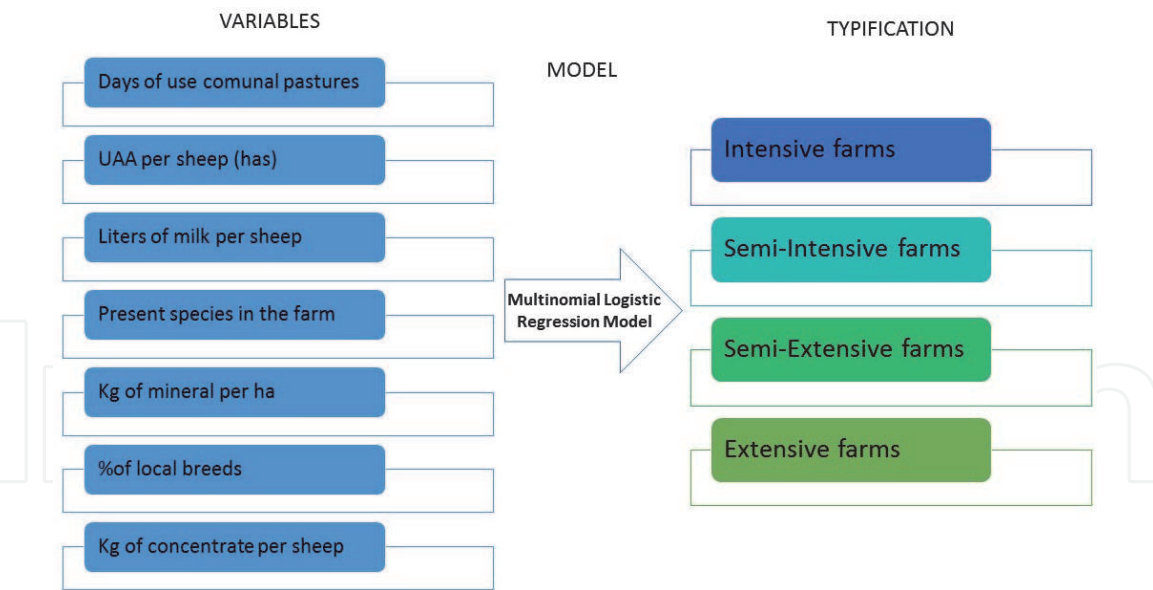 VARIABLES
Days of use comunal pastures
UAA per sheep (has)
Liters of milk per sheep
Present species in the farm
Kg of mineral per ha
%of local breeds
Kg of concentrate per sheep
MODEL
Multinomial Logistic
Regression Model
TYPIFICATION
Intensive farms
Semi-Intensive farms
Semi-Extensive farms
Extensive farms